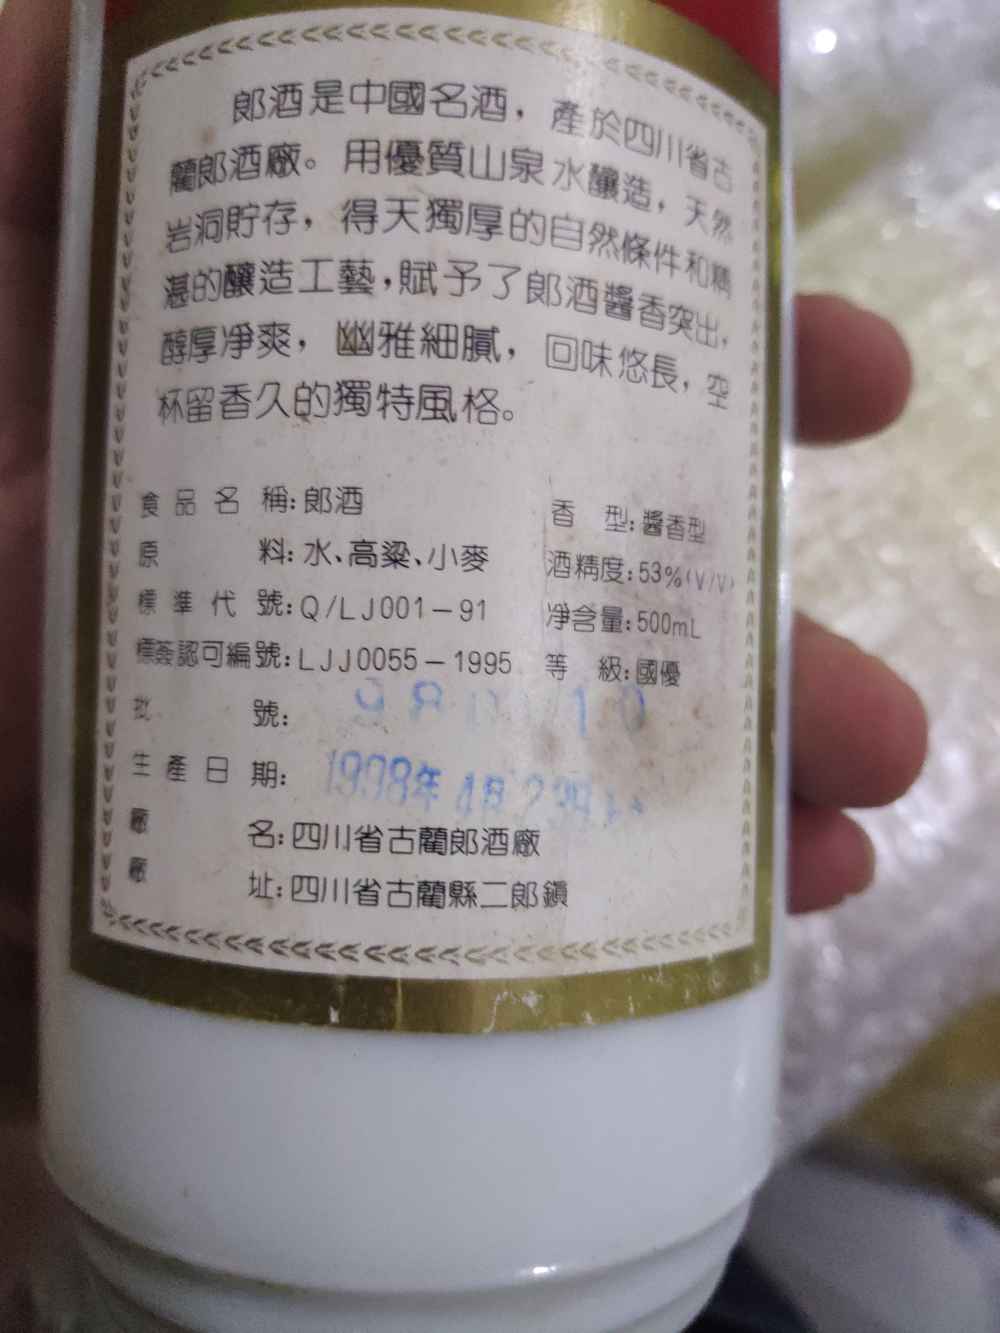 郎酒是中國名酒，產於四川省古
藺郎酒廠。用優質山泉水釀造，天然
岩洞貯存，得天獨厚的自然條件和精
湛的釀造工藝，賦予了郎酒醬香突出，
醇厚凈爽，幽雅細膩，回味悠長，空
杯留香久的獨特風格。
食品名稱：郎酒
香型：醬香型
原料：水、高粱、小麥
酒精度：53%(V/V)
標準代號：Q/LJ001-91
凈含量：500mL
標簽認可編號：LJJ0055-1995
等級：國優
批號：
生產日期：1998年
廠名：四川省古藺郎酒廠
廠址：四川省古藺縣二郎鎮